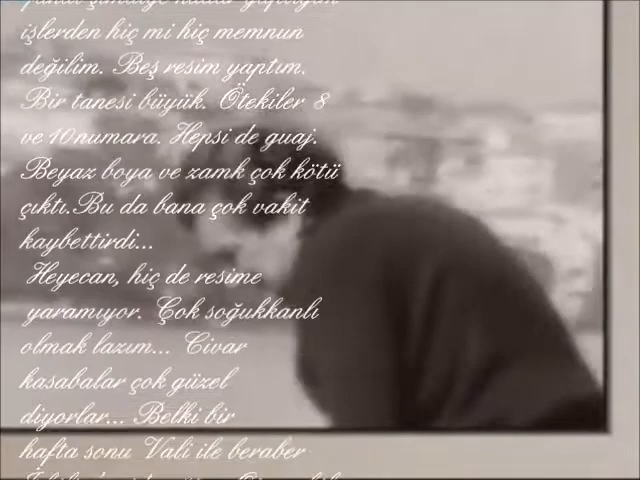 işlerden hiç mi hiç memnun
değilim. Beş resim yaptım.
Bir tanesi büyük. Ötekiler 8
ve 10numara. Hepsi de guaj.
Beyaz boya ve zamk çok kötü
çıktı.Bu da bana çok vakit
kaybettirdi...
Heyecan, hiç de resime
yaramıyor. Çok soğukkanlı
olmak lazım... Civar
kasabalar çok güzel
diyorlar... Belki bir
hafta sonu Vali ile beraber